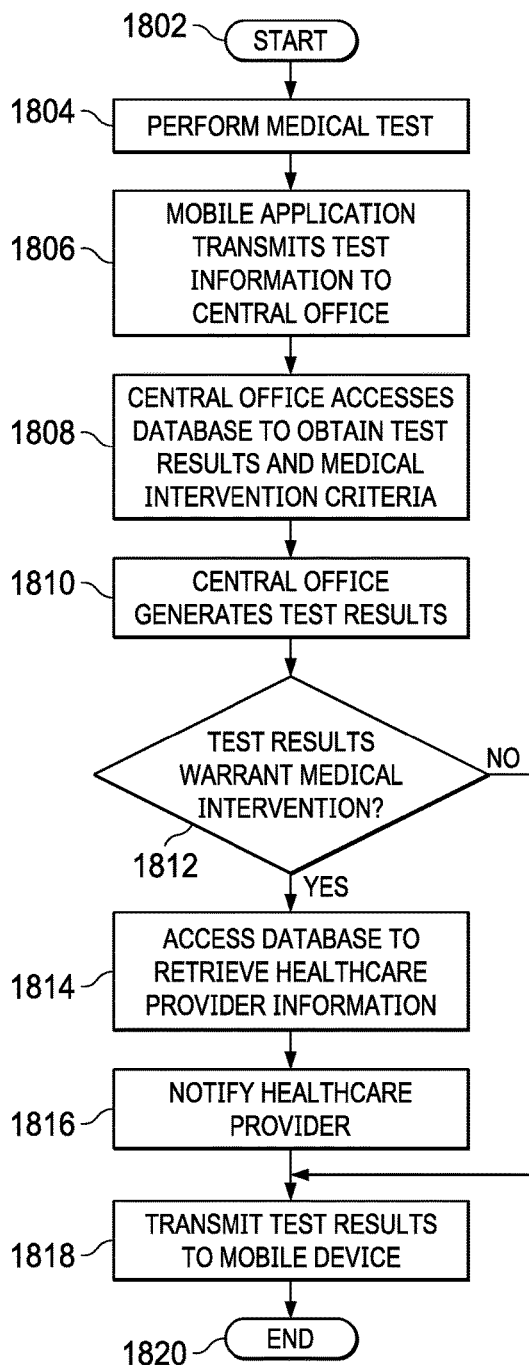 1802
START
1804
PERFORM MEDICAL TEST
1806
MOBILE APPLICATION
TRANSMITS TEST
INFORMATION TO
CENTRAL OFFICE
1808
CENTRAL OFFICE ACCESSES
DATABASE TO OBTAIN TEST
RESULTS AND MEDICAL
INTERVENTION CRITERIA
1810
CENTRAL OFFICE
GENERATES TEST RESULTS
TEST RESULTS
WARRANT MEDICAL
INTERVENTION?
NO
1812
YES
1814
ACCESS DATABASE TO
RETRIEVE HEALTHCARE
PROVIDER INFORMATION
1816
NOTIFY HEALTHCARE
PROVIDER
1818
TRANSMIT TEST RESULTS
TO MOBILE DEVICE
1820
END